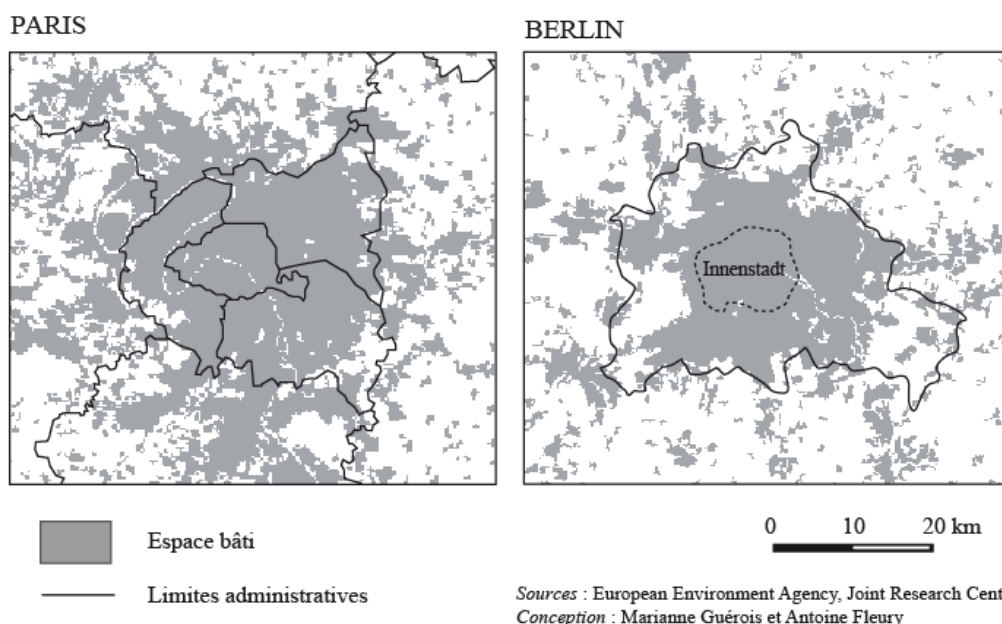 PARIS
BERLIN
Innenstadt
Espace bâti
Limites administratives
0 10 20 km
Sources : European Environment Agency, Joint Research Cent
Conception : Marianne Guérois et Antoine Fleury